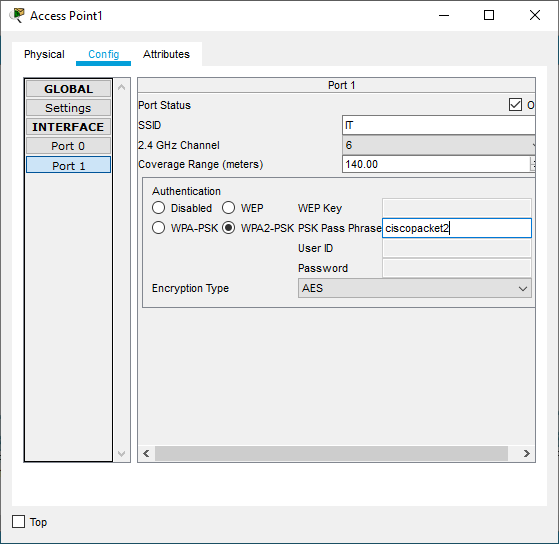 Access Point1
Physical Config Attributes
GLOBAL
Settings
INTERFACE
Port 0
Port 1
Port 1
Port Status O
SSID IT
2.4 GHz Channel 6
Coverage Range (meters) 140.00
Authentication
Disabled WEP WEP Key
WPA-PSK WPA2-PSK PSK Pass Phrase ciscopacket2
User ID
Password
Encryption Type AES
Top